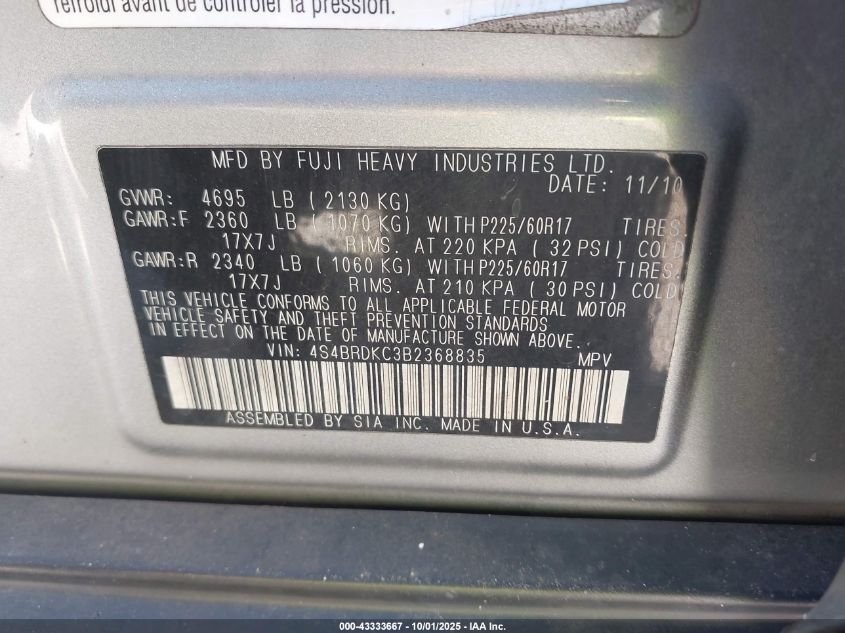 refroidi avant de contrôler la pression.
MFD BY FUJI HEAVY INDUSTRIES LTD.
DATE: 11/10
GVWR: 4695 LB ( 2130 KG)
GAWR:F 2360 LB ( 1070 KG) WITH P225/60R17 TIRES.
17X7J RIMS. AT 220 KPA ( 32 PSI) COLD
GAWR:R 2340 LB ( 1060 KG) WITH P225/60R17 TIRES.
17X7J RIMS. AT 210 KPA ( 30 PSI) COLD
THIS VEHICLE CONFORMS TO ALL APPLICABLE FEDERAL MOTOR
VEHICLE SAFETY AND THEFT PREVENTION STANDARDS
IN EFFECT ON THE DATE OF MANUFACTURE SHOWN ABOVE.
VIN: 4S4BRDKC3B2368835 MPV
ASSEMBLED BY SIA INC. MADE IN U.S.A.
000-43333667 - 10/01/2025 - IAA Inc.